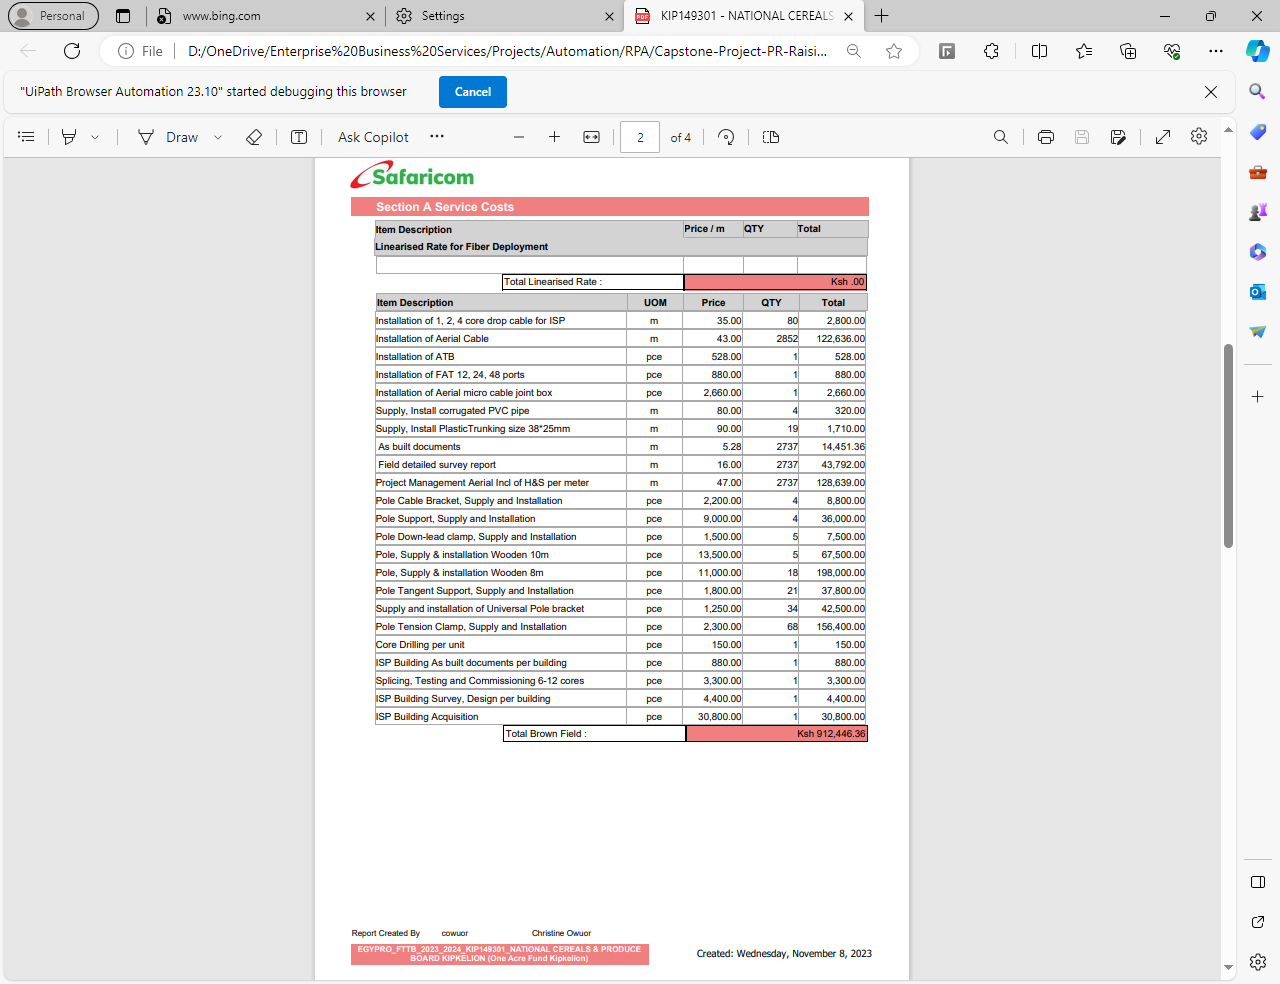 Personal
www.bing.com
Settings
KIP149301 - NATIONAL CEREALS
File
D:/OneDrive/Enterprise%20Business%20Services/Projects/Automation/RPA/Capstone-Project-PR-Raisi...
"UiPath Browser Automation 23.10" started debugging this browser
Cancel
Draw
Ask Copilot
2 of 4
Safaricom
Section A Service Costs
Item Description Price / m QTY Total
Linearised Rate for Fiber Deployment
Total Linearised Rate : Ksh .00
Item Description UOM Price QTY Total
Installation of 1, 2, 4 core drop cable for ISP m 35.00 80 2,800.00
Installation of Aerial Cable m 43.00 2852 122,636.00
Installation of ATB pce 528.00 1 528.00
Installation of FAT 12, 24, 48 ports pce 880.00 1 880.00
Installation of Aerial micro cable joint box pce 2,660.00 1 2,660.00
Supply, Install corrugated PVC pipe m 80.00 4 320.00
Supply, Install PlasticTrunking size 38*25mm m 90.00 19 1,710.00
As built documents m 5.28 2737 14,451.36
Field detailed survey report m 16.00 2737 43,792.00
Project Management Aerial Incl of H&S per meter m 47.00 2737 128,639.00
Pole Cable Bracket, Supply and Installation pce 2,200.00 4 8,800.00
Pole Support, Supply and Installation pce 9,000.00 4 36,000.00
Pole Down-lead clamp, Supply and Installation pce 1,500.00 5 7,500.00
Pole, Supply & installation Wooden 10m pce 13,500.00 5 67,500.00
Pole, Supply & installation Wooden 8m pce 11,000.00 18 198,000.00
Pole Tangent Support, Supply and Installation pce 1,800.00 21 37,800.00
Supply and installation of Universal Pole bracket pce 1,250.00 34 42,500.00
Pole Tension Clamp, Supply and Installation pce 2,300.00 68 156,400.00
Core Drilling per unit pce 150.00 1 150.00
ISP Building As built documents per building pce 880.00 1 880.00
Splicing, Testing and Commissioning 6-12 cores pce 3,300.00 1 3,300.00
ISP Building Survey, Design per building pce 4,400.00 1 4,400.00
ISP Building Acquisition pce 30,800.00 1 30,800.00
Total Brown Field : Ksh 912,446.36
Report Created By cowuor Christine Owuor
EGYPRO_FTTB_2023_2024_KIP149301_NATIONAL CEREALS & PRODUCE
BOARD KIPKELION (One Acre Fund Kipkelion)
Created: Wednesday, November 8, 2023